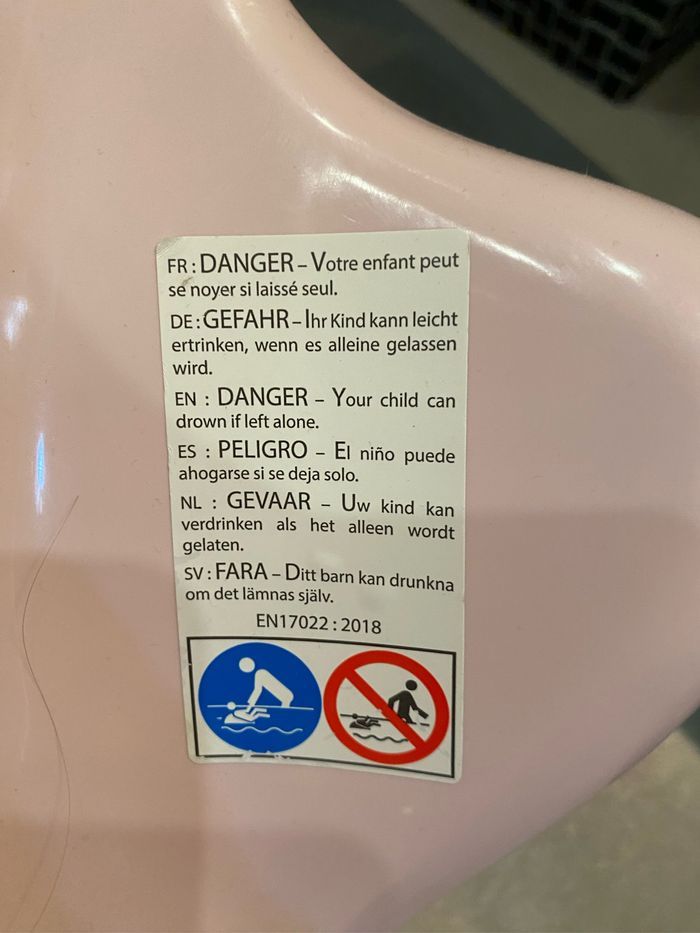 FR : DANGER – Votre enfant peut
se noyer si laissé seul.
DE : GEFAHR – Ihr Kind kann leicht
ertrinken, wenn es alleine gelassen
wird.
EN : DANGER – Your child can
drown if left alone.
ES : PELIGRO – El niño puede
ahogarse si se deja solo.
NL : GEVAAR – Uw kind kan
verdrinken als het alleen wordt
gelaten.
SV : FARA – Ditt barn kan drunkna
om det lämnas själv.
EN17022 : 2018